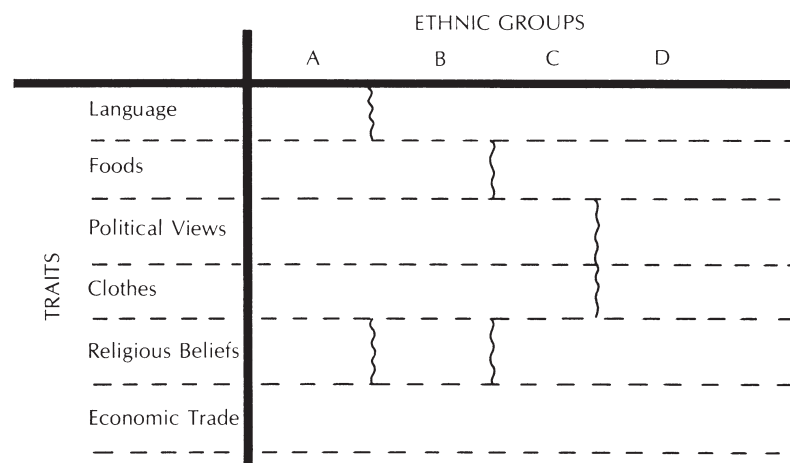 ETHNIC GROUPS
A B C D
TRAITS
Language
Foods
Political Views
Clothes
Religious Beliefs
Economic Trade